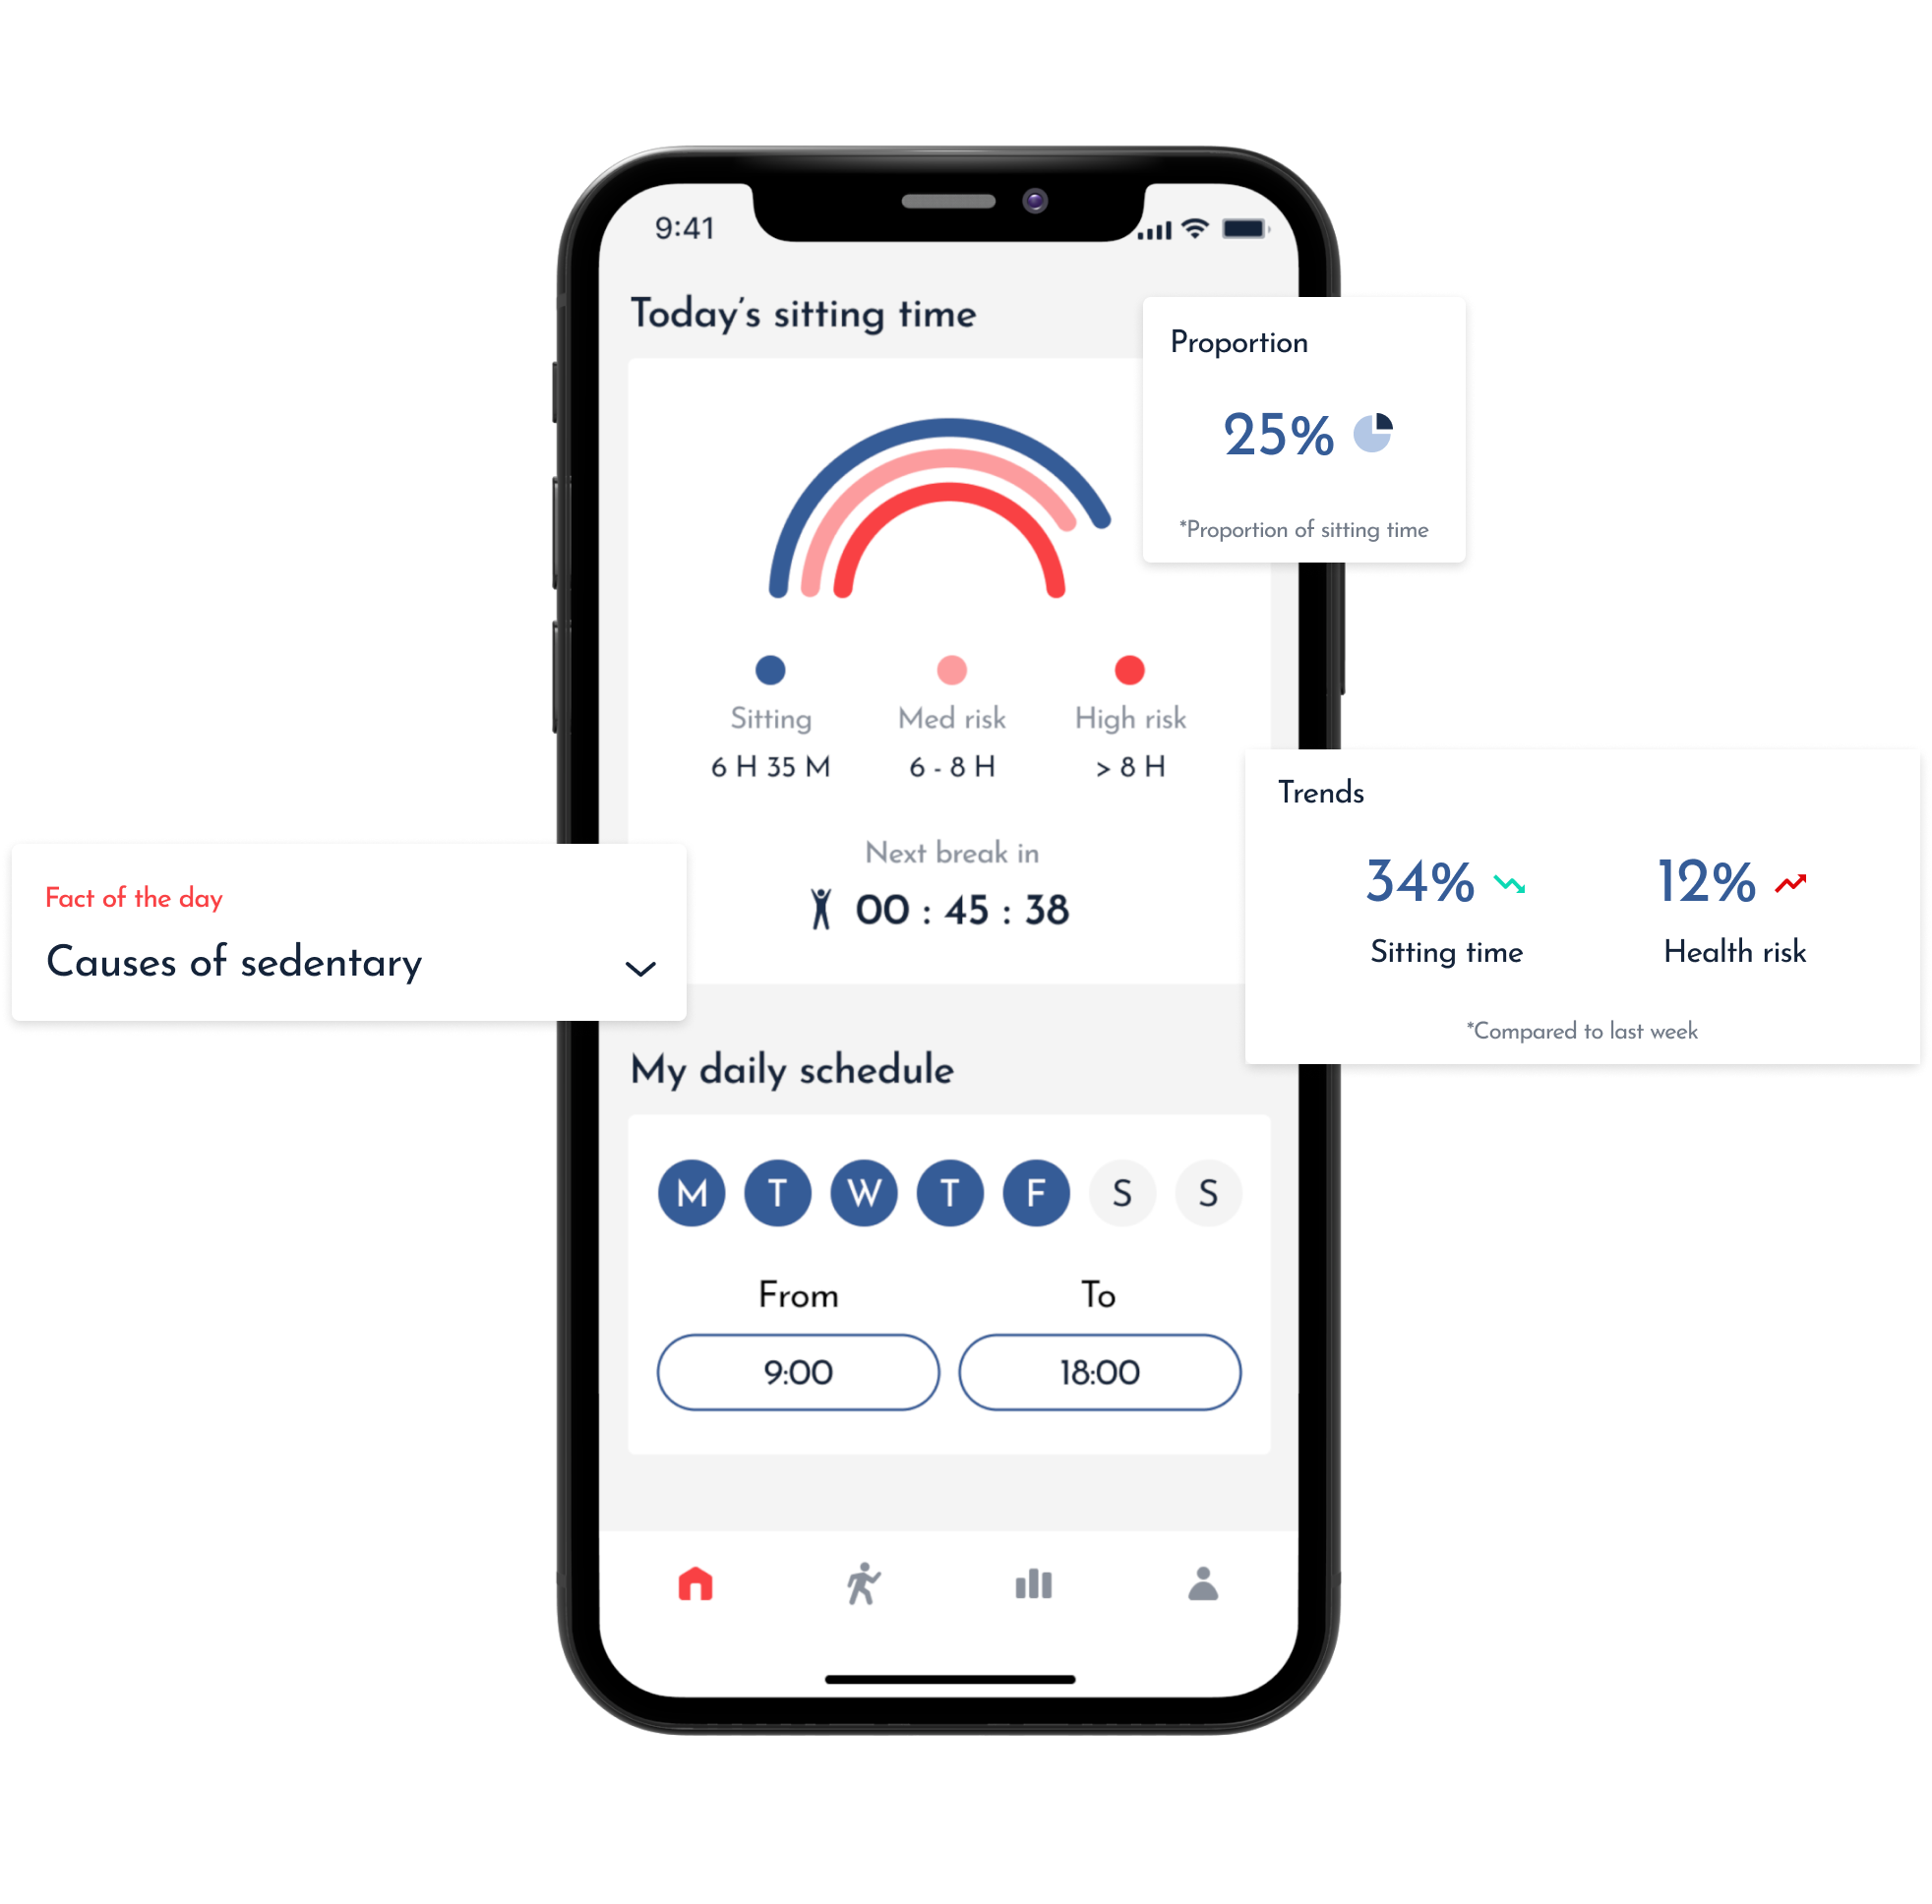 9:41
Today's sitting time
Proportion
25%
*Proportion of sitting time
Sitting Med risk High risk
6 H 35 M 6 - 8 H > 8 H
Trends
34% 12%
Sitting time Health risk
*Compared to last week
Next break in
00 : 45 : 38
Fact of the day
Causes of sedentary
My daily schedule
M T W T F S S
From To
9:00 18:00